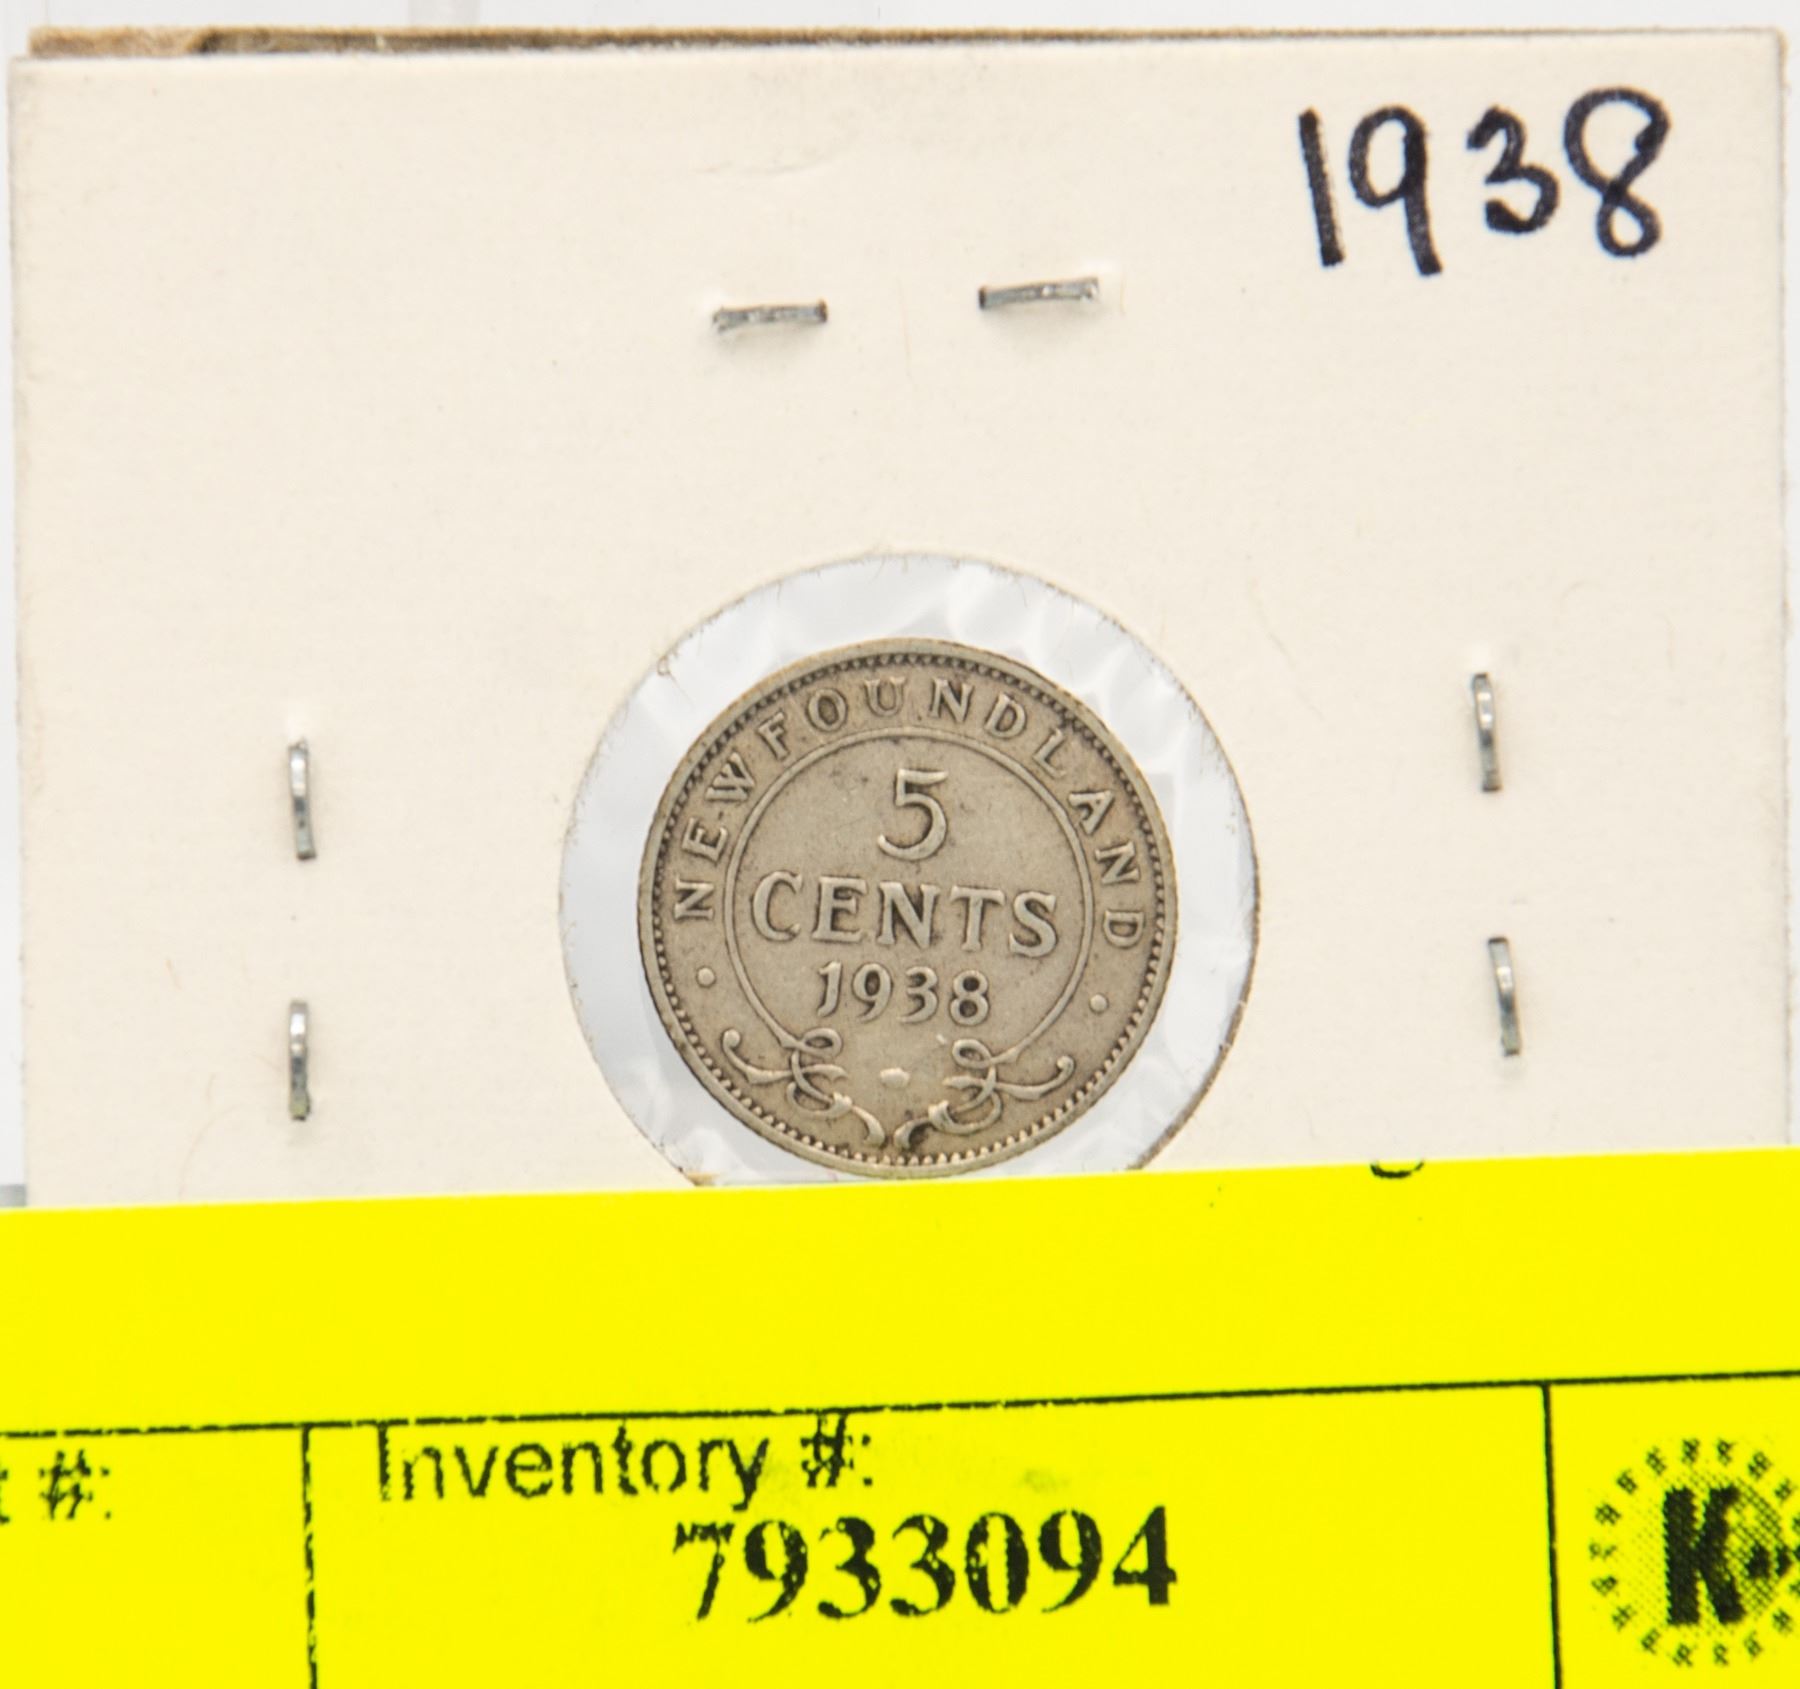 1938
NEWFOUNDLAND
5
CENTS
1938
#:
Inventory #:
7933094
K